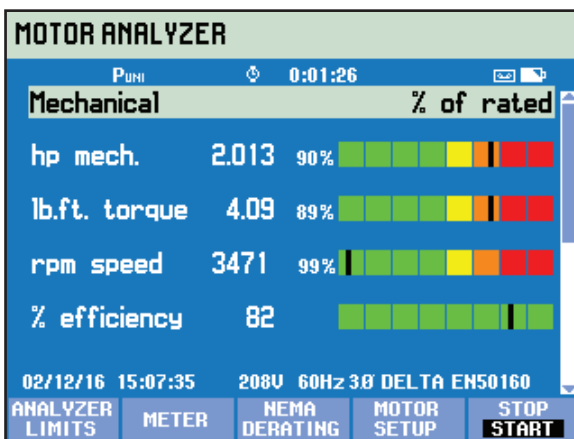 MOTOR ANALYZER
PUNI 0:01:26
Mechanical % of rated
hp mech. 2.013 90%
lb.ft. torque 4.09 89%
rpm speed 3471 99%
% efficiency 82
02/12/16 15:07:35 208V 60Hz 3Ø DELTA EN50160
ANALYZER LIMITS METER NEMA DERATING MOTOR SETUP STOP START